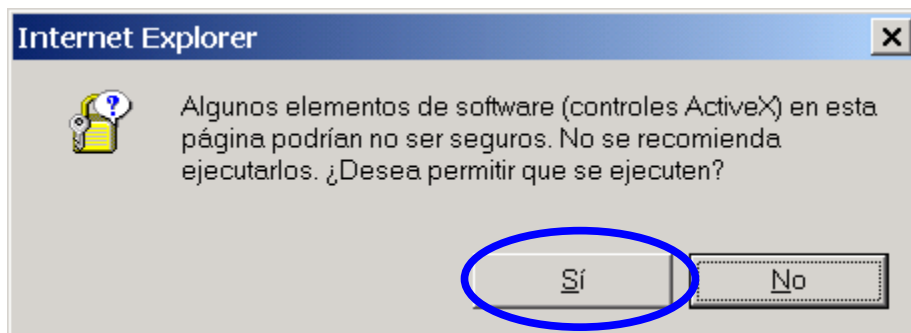 Internet Explorer
Algunos elementos de software (controles ActiveX) en esta
página podrían no ser seguros. No se recomienda
ejecutarlos. ¿Desea permitir que se ejecuten?
Sí No